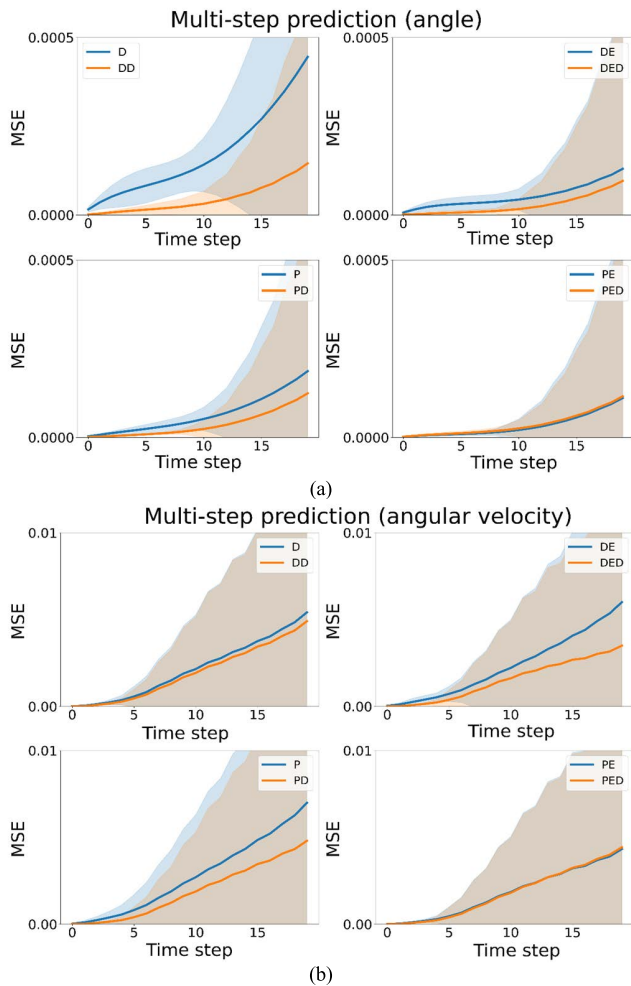 Multi-step prediction (angle)
0.0005
MSE
0.0000
D
DD
0 5 10 15
Time step
0.0005
MSE
0.0000
DE
DED
0 5 10 15
Time step
0.0005
MSE
0.0000
P
PD
0 5 10 15
Time step
0.0005
MSE
0.0000
PE
PED
0 5 10 15
Time step
(a)
Multi-step prediction (angular velocity)
0.01
MSE
0.00
D
DD
0 5 10 15
Time step
0.01
MSE
0.00
DE
DED
0 5 10 15
Time step
0.01
MSE
0.00
P
PD
0 5 10 15
Time step
0.01
MSE
0.00
PE
PED
0 5 10 15
Time step
(b)